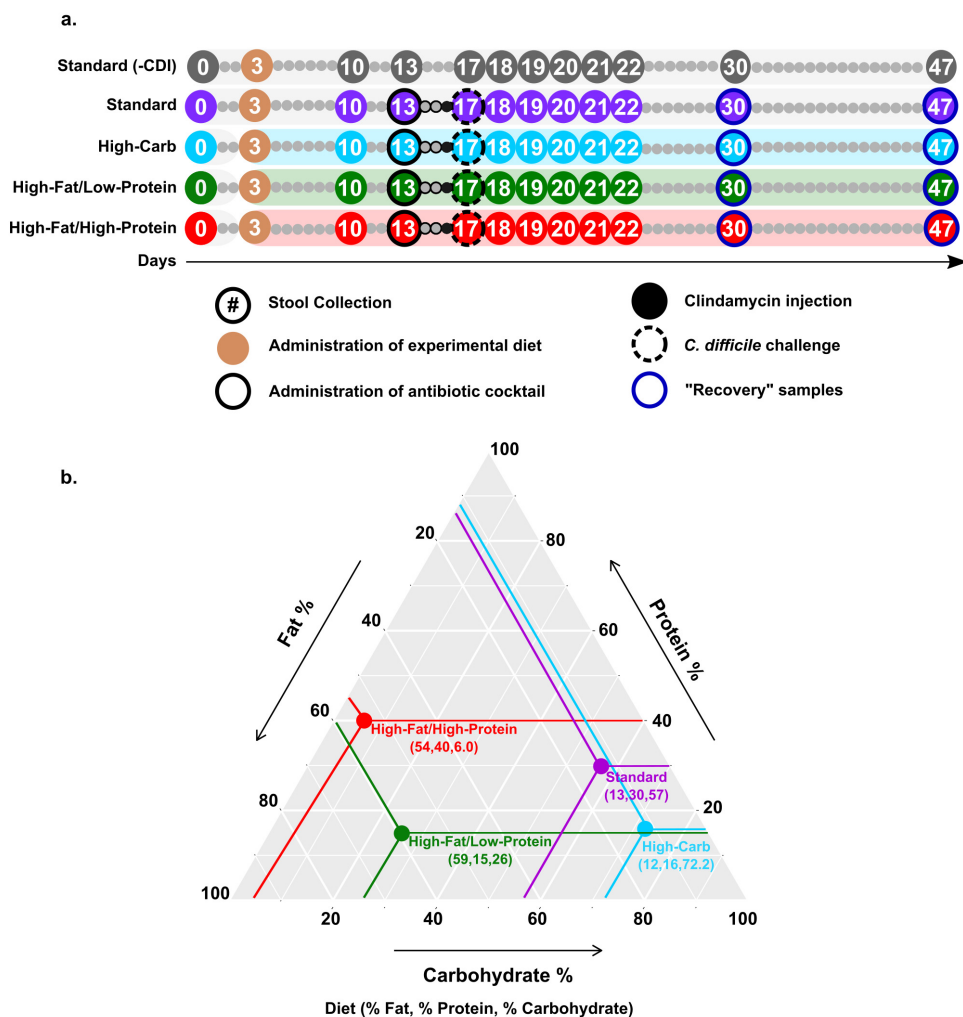 a.
Standard (-CDI) 0 3 10 13 17 18 19 20 21 22 30 47
Standard 0 3 10 13 17 18 19 20 21 22 30 47
High-Carb 0 3 10 13 17 18 19 20 21 22 30 47
High-Fat/Low-Protein 0 3 10 13 17 18 19 20 21 22 30 47
High-Fat/High-Protein 0 3 10 13 17 18 19 20 21 22 30 47
Days
# Stool Collection
Clindamycin injection
Administration of experimental diet
C. difficile challenge
Administration of antibiotic cocktail
"Recovery" samples
b.
100
20
80
Fat %
Protein %
40
60
60
40
High-Fat/High-Protein
(54,40,6.0)
Standard
(13,30,57)
80
20
High-Fat/Low-Protein
(59,15,26)
High-Carb
(12,16,72.2)
100
20
40
60
80
100
Carbohydrate %
Diet (% Fat, % Protein, % Carbohydrate)